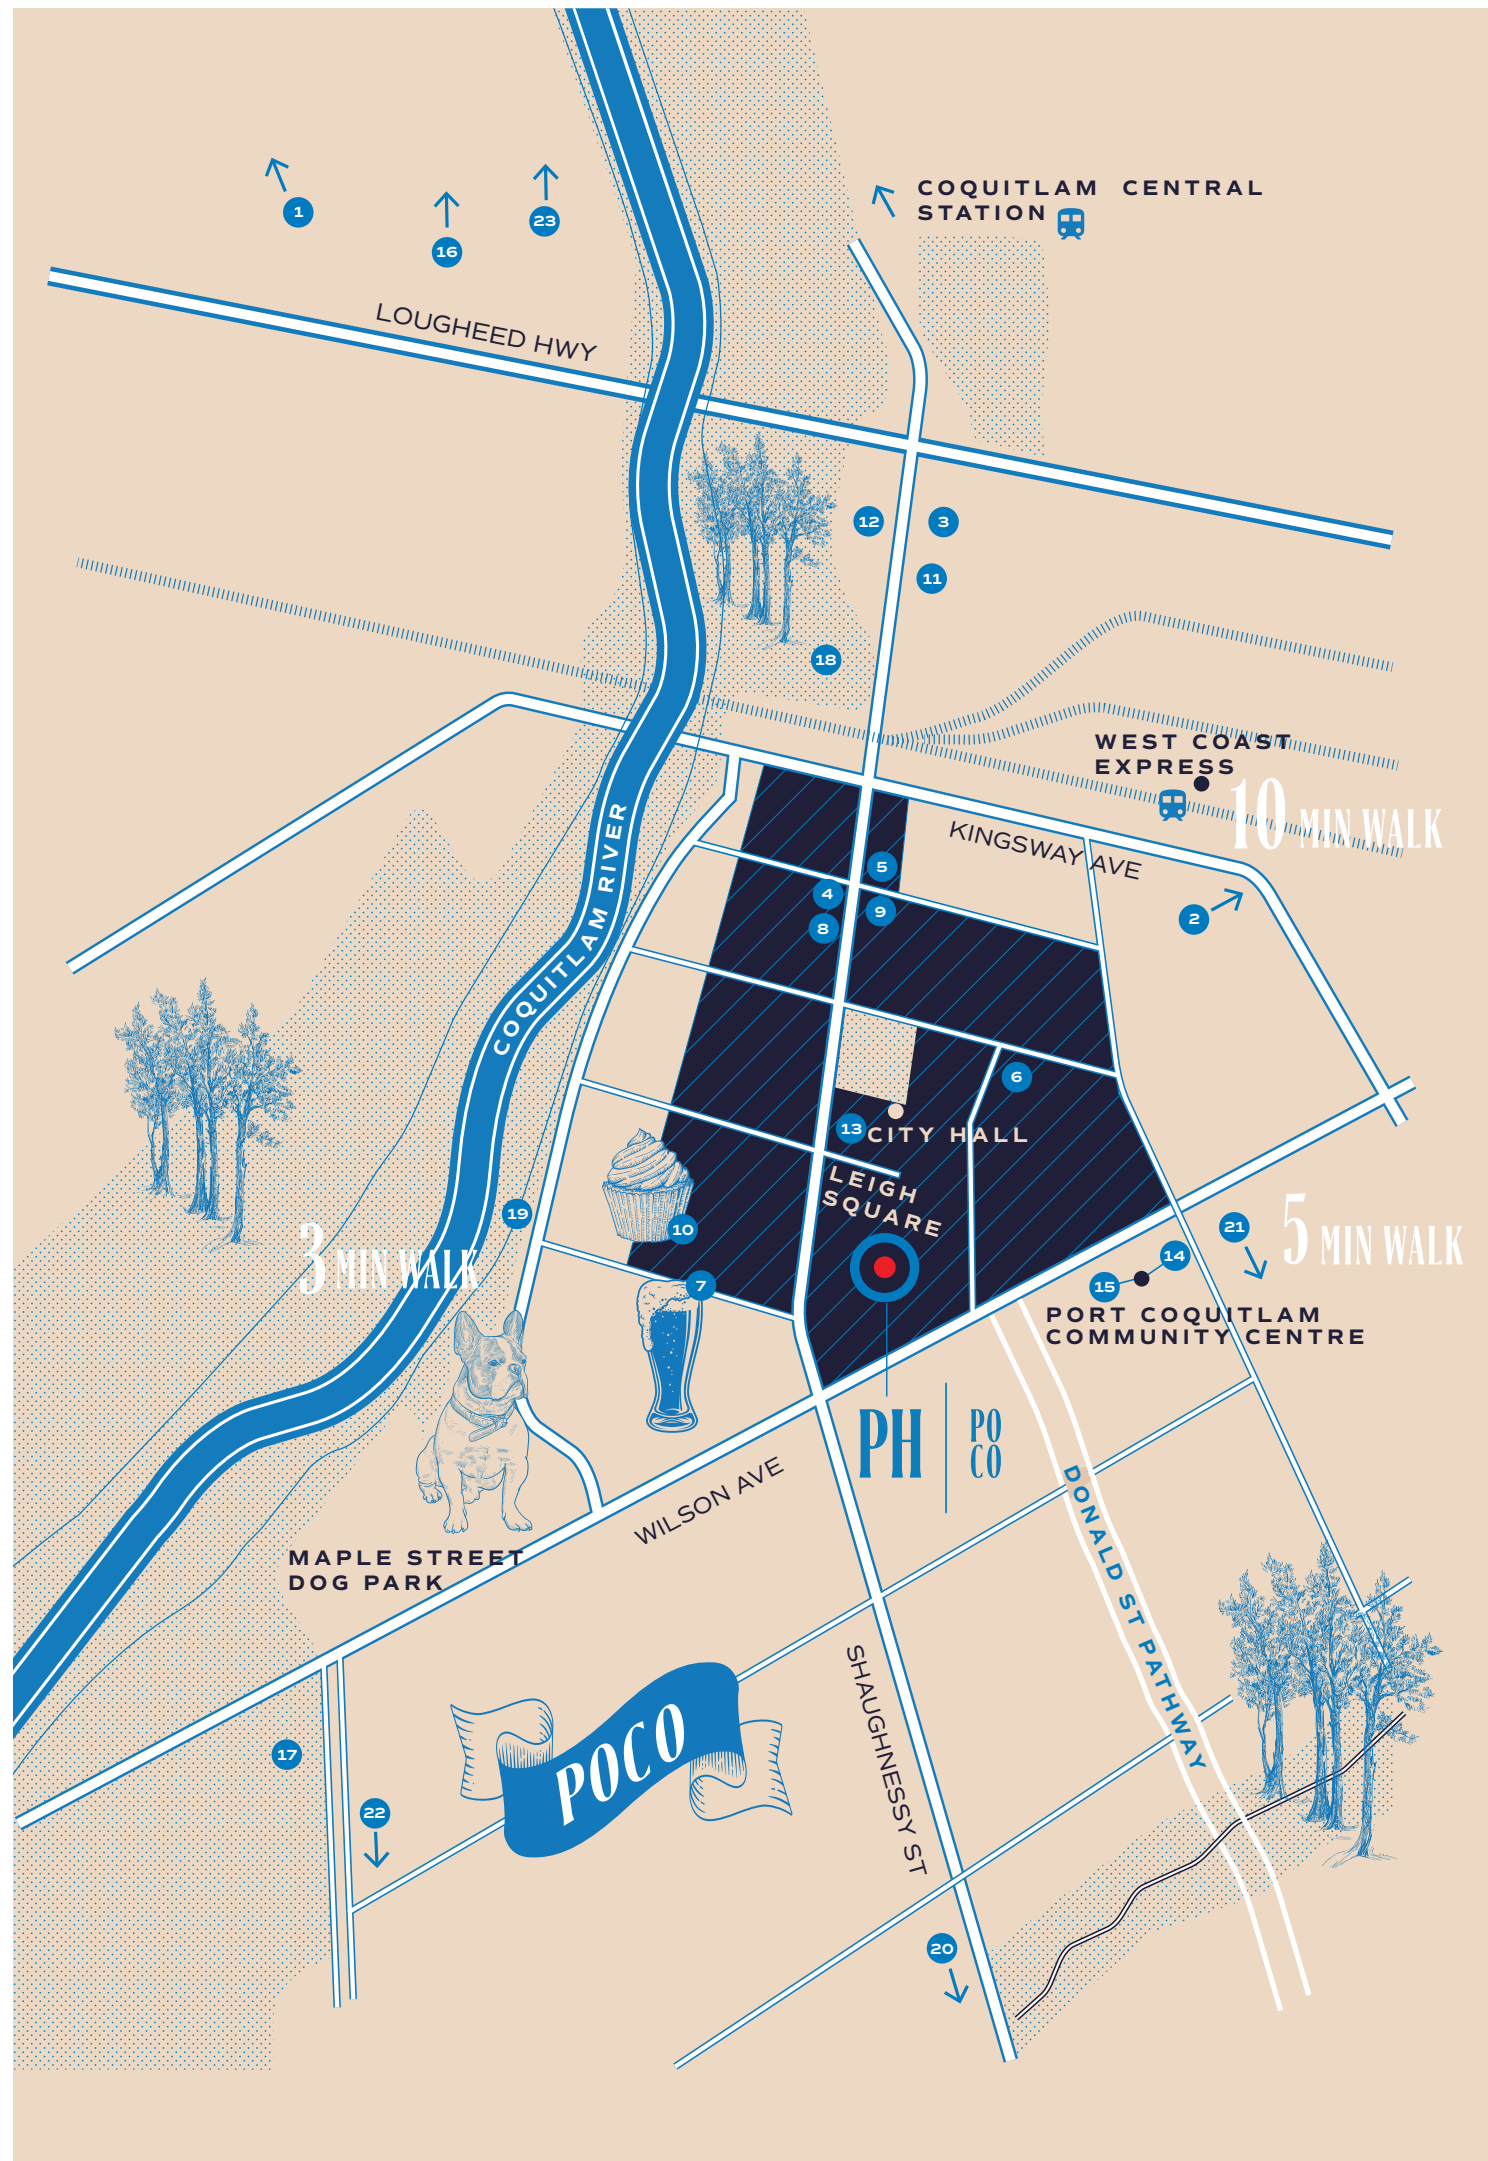 COQUITLAM CENTRAL
STATION
1
16
23
LOUGHEED HWY
12
3
11
18
WEST COAST
EXPRESS
10 MIN WALK
KINGSWAY AVE
COQUITLAM RIVER
5
4
9
8
2
6
13
CITY HALL
LEIGH
SQUARE
19
10
3 MIN WALK
7
21
5 MIN WALK
14
15
PORT COQUITLAM
COMMUNITY CENTRE
PH
PO
CO
WILSON AVE
DONALD ST PATHWAY
MAPLE STREET
DOG PARK
SHAUGHNESSY ST
POCO
17
22
20